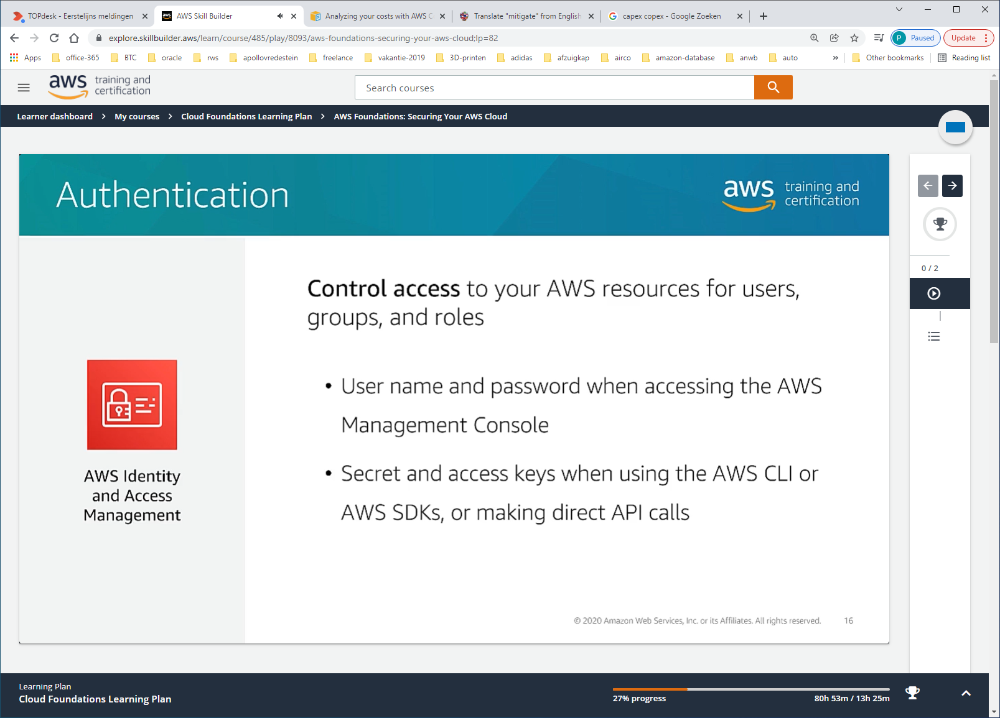 TOPdesk - Eerstelijns meldingen
AWS Skill Builder
Analyzing your costs with AWS C
Translate "mitigate" from English
capex copex - Google Zoeken
explore.skillbuilder.aws/learn/course/485/play/8093/aws-foundations-securing-your-aws-cloud;lp=82
P Paused
Update
Apps office-365 BTC oracle rws apollovredestein freelance vakantie-2019 3D-printen adidas afzuigkap airco amazon-database anwb auto » Other bookmarks Reading list
aws training and
certification
Search courses
Learner dashboard > My courses > Cloud Foundations Learning Plan > AWS Foundations: Securing Your AWS Cloud
Authentication
aws training and
certification
0 / 2
Control access to your AWS resources for users,
groups, and roles
• User name and password when accessing the AWS
Management Console
• Secret and access keys when using the AWS CLI or
AWS SDKs, or making direct API calls
AWS Identity
and Access
Management
© 2020 Amazon Web Services, Inc. or its Affiliates. All rights reserved. 16
Learning Plan
Cloud Foundations Learning Plan
27% progress
80h 53m / 13h 25m